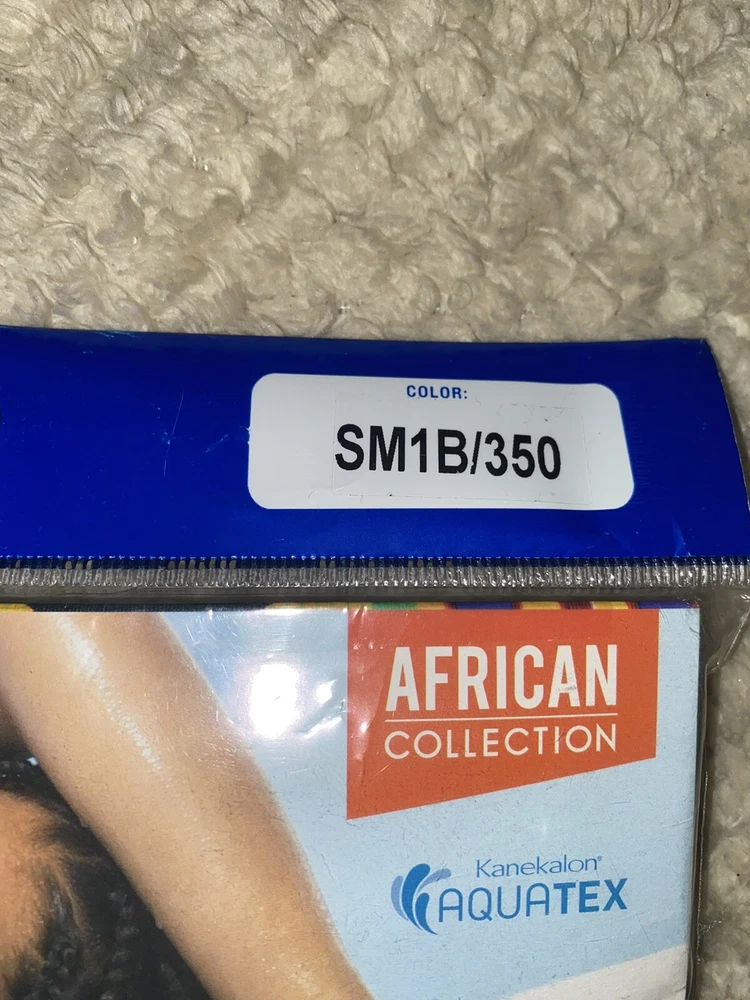 COLOR:
SM1B/350
AFRICAN
COLLECTION
Kanekalon®
AQUATEX